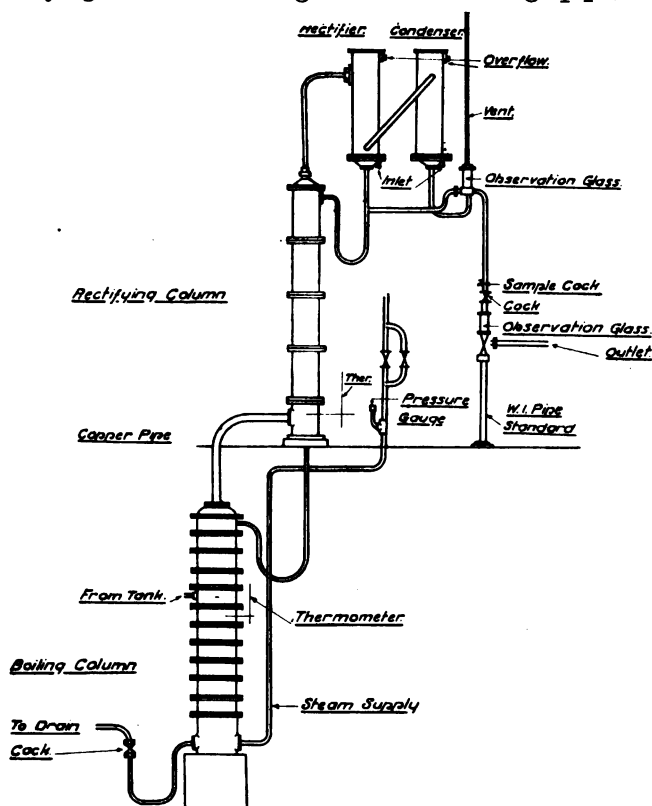 Rectifier Condenser
Overflow.
Vent.
Inlet
Observation Glass.
Rectifying Column
Sample Cock
Cock
Observation Glass.
Outlet.
Ther.
Pressure
Gauge
W.I. Pipe
Standard
Copper Pipe
From Tank.
Thermometer.
Boiling Column
Steam Supply
To Drain
Cock.